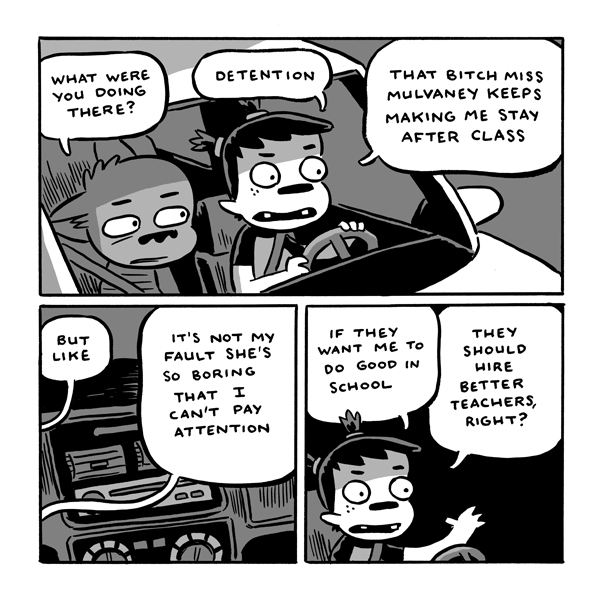 WHAT WERE
YOU DOING
THERE?
DETENTION
THAT BITCH MISS
MULVANEY KEEPS
MAKING ME STAY
AFTER CLASS
BUT
LIKE
IT'S NOT MY
FAULT SHE'S
SO BORING
THAT I
CAN'T PAY
ATTENTION
IF THEY
WANT ME TO
DO GOOD IN
SCHOOL
THEY
SHOULD
HIRE
BETTER
TEACHERS,
RIGHT?